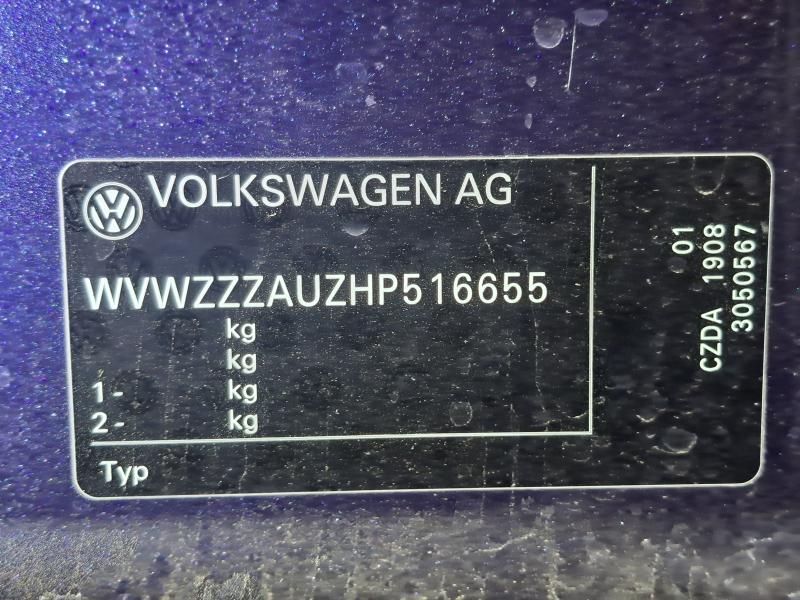 VOLKSWAGEN AG
WVWZZZAUZHP516655
kg
kg
1 - kg
2 - kg
Typ
01
CZDA 1908
3050567